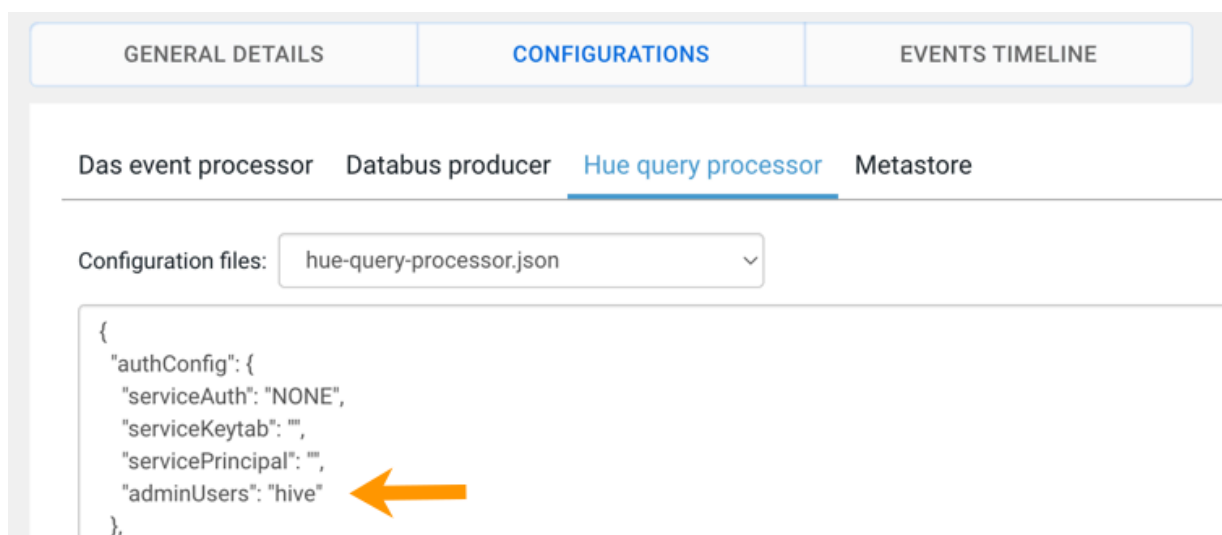 GENERAL DETAILS CONFIGURATIONS EVENTS TIMELINE
Das event processor Databus producer Hue query processor Metastore
Configuration files: hue-query-processor.json
{
"authConfig": {
"serviceAuth": "NONE",
"serviceKeytab": "",
"servicePrincipal": "",
"adminUsers": "hive"
},